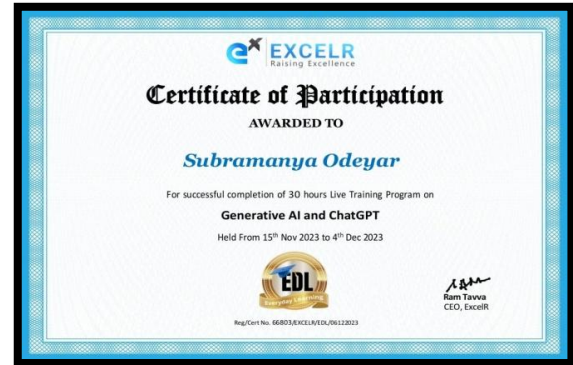 ex EXCELR
Raising Excellence
Certificate of Participation
AWARDED TO
Subramanya Odeyar
For successful completion of 30 hours Live Training Program on
Generative AI and ChatGPT
Held From 15th Nov 2023 to 4th Dec 2023
EDL
Everyday Learning
Ram Tavva
CEO, ExcelR
Reg/Cert No. 66803/EXCELR/EDL/06122023